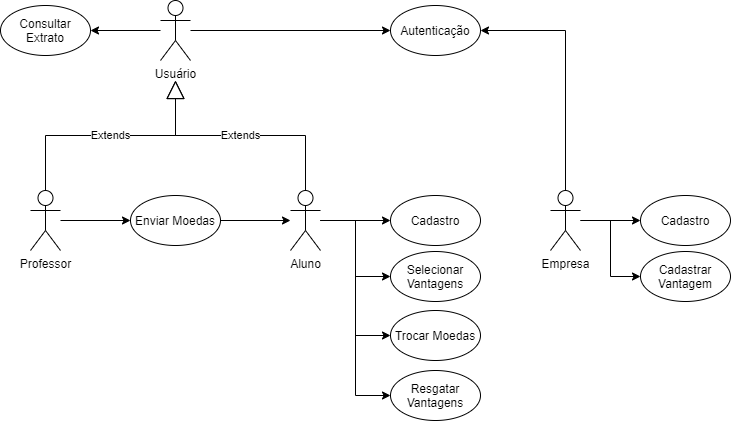 Consultar
Extrato
Autenticação
Usuário
Extends
Extends
Enviar Moedas
Cadastro
Cadastro
Professor
Aluno
Empresa
Selecionar
Vantagens
Cadastrar
Vantagem
Trocar Moedas
Resgatar
Vantagens